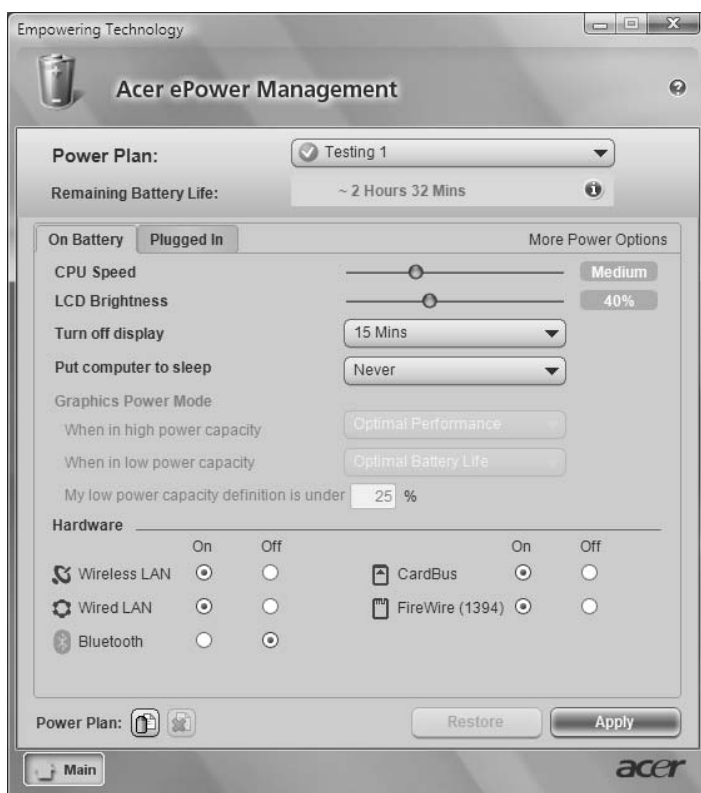 Empowering Technology
Acer ePower Management
Power Plan: Testing 1
Remaining Battery Life: ~ 2 Hours 32 Mins
On Battery Plugged In More Power Options
CPU Speed Medium
LCD Brightness 40%
Turn off display 15 Mins
Put computer to sleep Never
Graphics Power Mode
When in high power capacity Optimal Performance
When in low power capacity Optimal Battery Life
My low power capacity definition is under 25 %
Hardware
On Off On Off
Wireless LAN CardBus
Wired LAN FireWire (1394)
Bluetooth
Power Plan: Restore Apply
Main acer